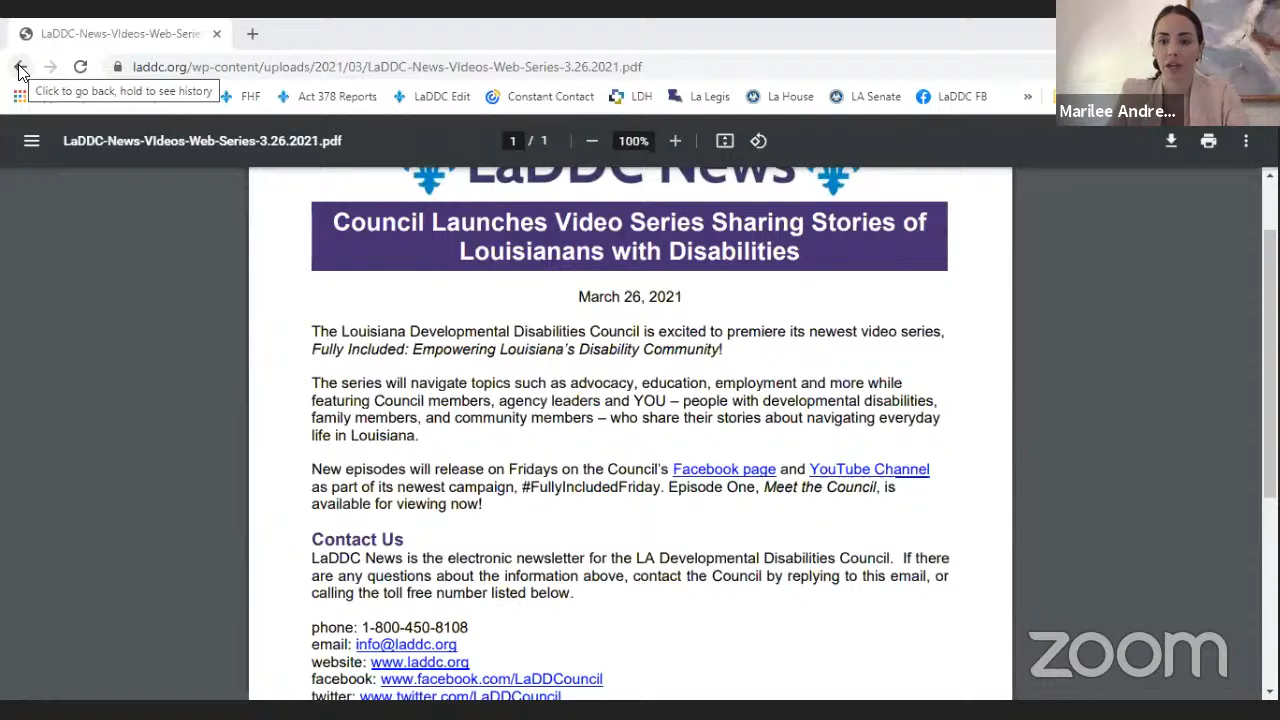 LaDDC-News-VIdeos-Web-Serie
laddc.org/wp-content/uploads/2021/03/LaDDC-News-VIdeos-Web-Series-3.26.2021.pdf
Click to go back, hold to see history
FHF
Act 378 Reports
LaDDC Edit
Constant Contact
LDH
La Legis
La House
LA Senate
LaDDC FB
»
Marilee Andre...
LaDDC-News-VIdeos-Web-Series-3.26.2021.pdf
1 / 1
100%
LaDDC News
Council Launches Video Series Sharing Stories of
Louisianans with Disabilities
March 26, 2021
The Louisiana Developmental Disabilities Council is excited to premiere its newest video series,
Fully Included: Empowering Louisiana's Disability Community!
The series will navigate topics such as advocacy, education, employment and more while
featuring Council members, agency leaders and YOU – people with developmental disabilities,
family members, and community members – who share their stories about navigating everyday
life in Louisiana.
New episodes will release on Fridays on the Council's Facebook page and YouTube Channel
as part of its newest campaign, #FullyIncludedFriday. Episode One, Meet the Council, is
available for viewing now!
Contact Us
LaDDC News is the electronic newsletter for the LA Developmental Disabilities Council. If there
are any questions about the information above, contact the Council by replying to this email, or
calling the toll free number listed below.
phone: 1-800-450-8108
email: info@laddc.org
website: www.laddc.org
facebook: www.facebook.com/LaDDCouncil
twitter: www.twitter.com/LaDDCouncil
zoom